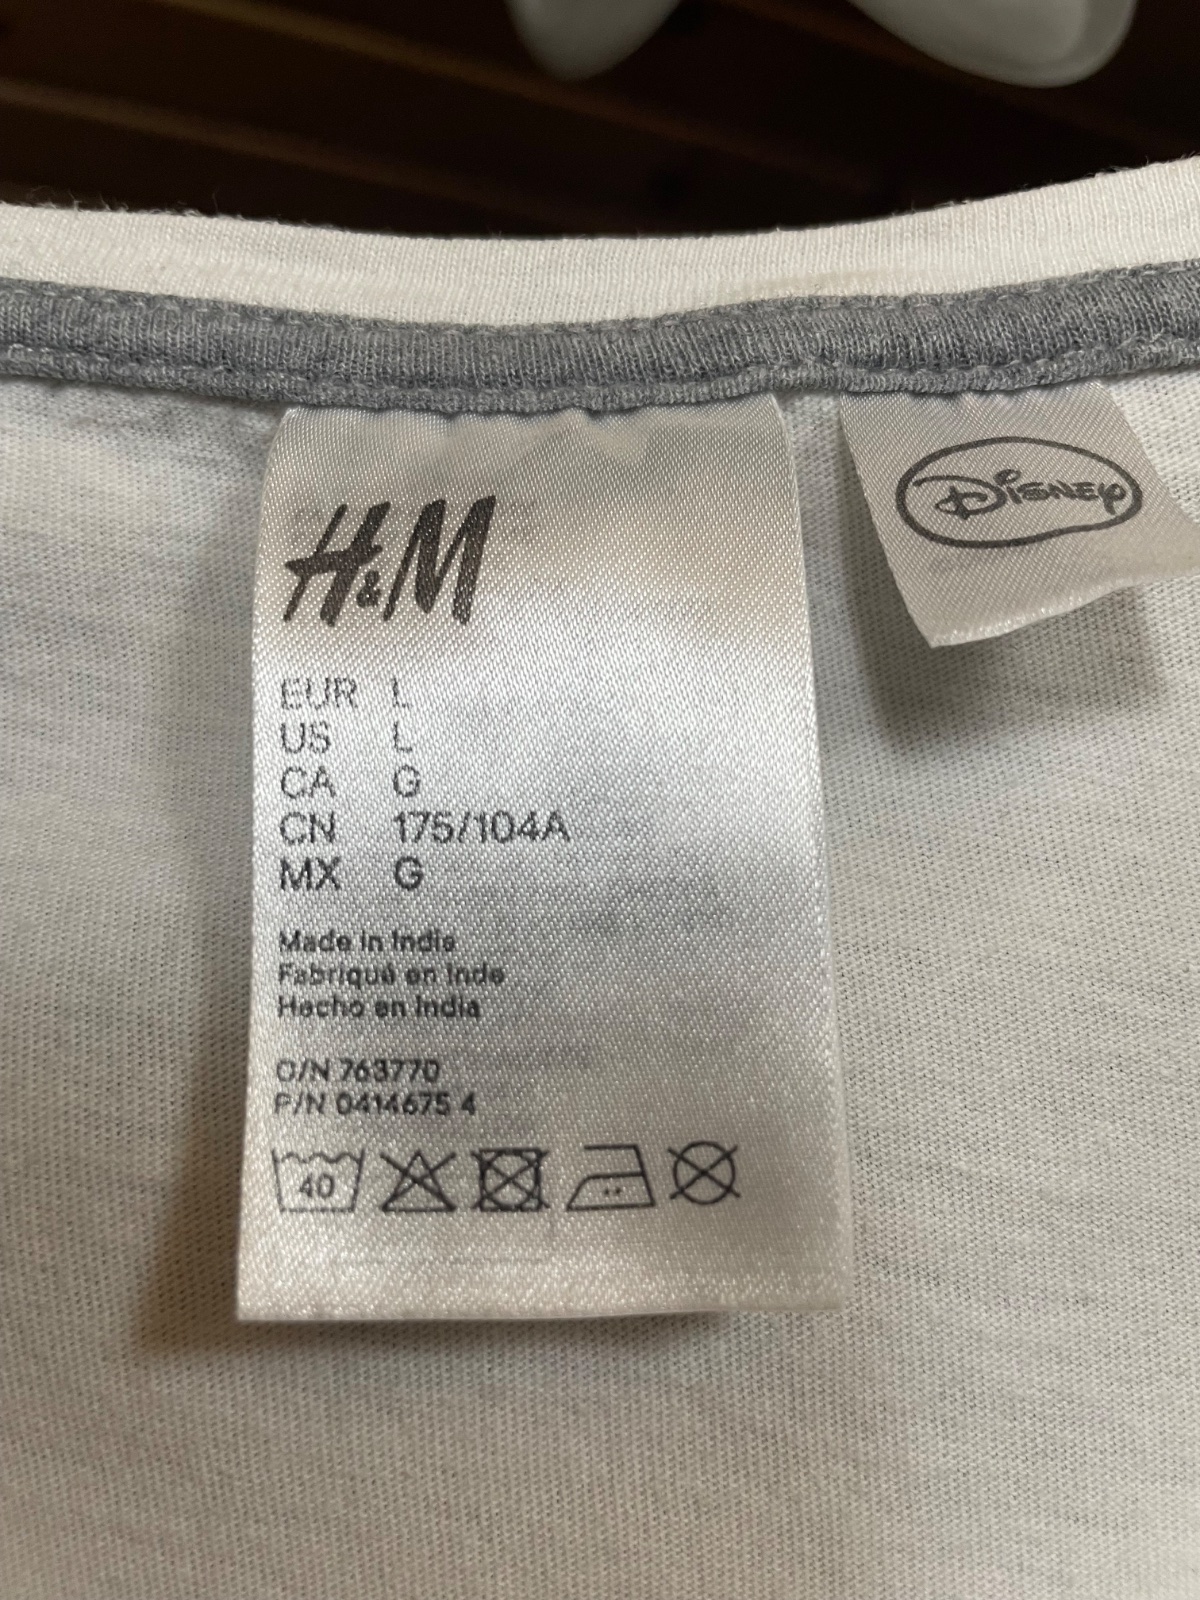 H&M
EUR L
US L
CA G
CN 175/104A
MX G
Made in India
Fabriqué en Inde
Hecho en India
O/N 763770
P/N 0414675 4
40
Disney